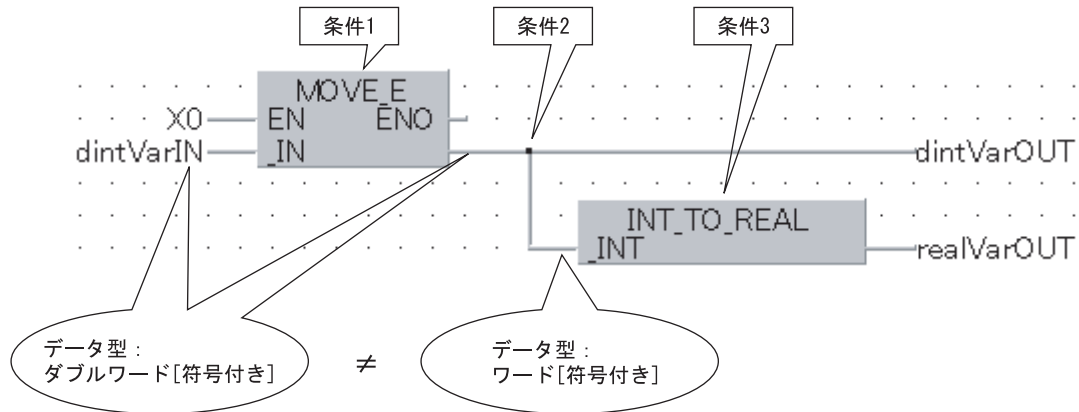 条件1
条件2
条件3
MOVE_E
X0 EN ENO
dintVarIN _IN dintVarOUT
INT_TO_REAL
_INT realVarOUT
データ型：
ダブルワード[符号付き]
≠
データ型：
ワード[符号付き]